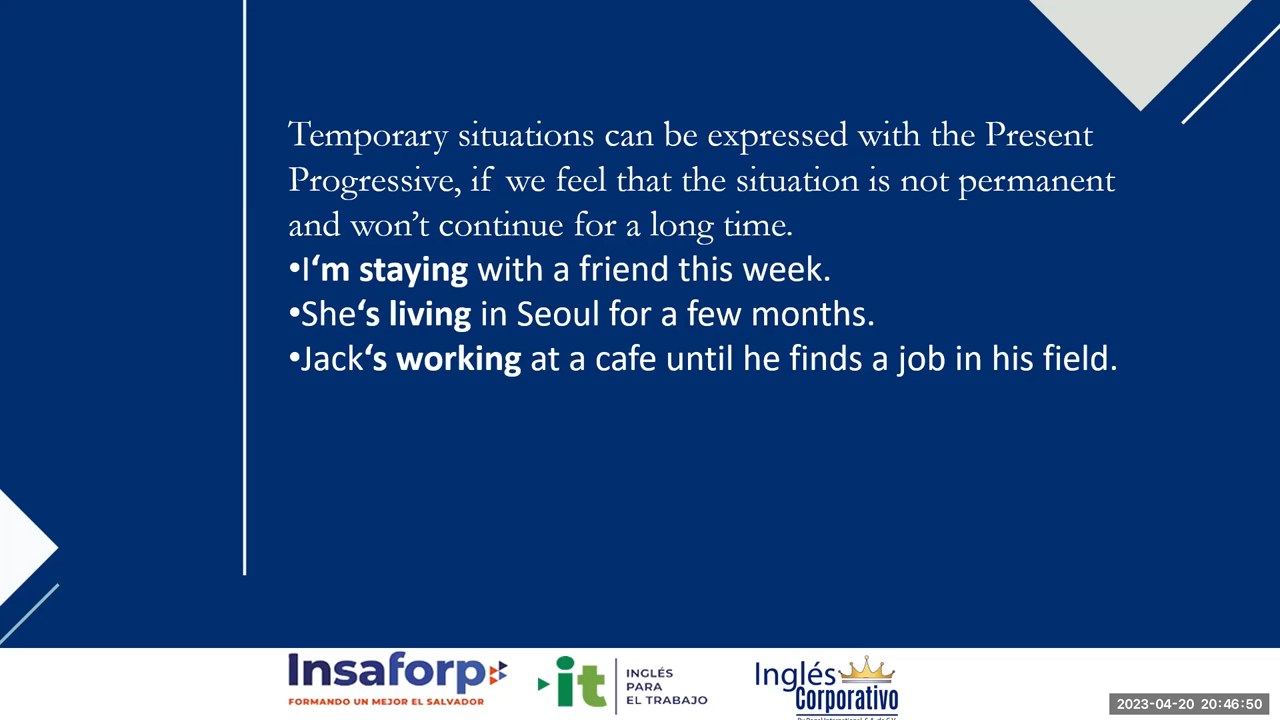 Temporary situations can be expressed with the Present
Progressive, if we feel that the situation is not permanent
and won’t continue for a long time.
•I‘m staying with a friend this week.
•She‘s living in Seoul for a few months.
•Jack‘s working at a cafe until he finds a job in his field.
Insaforp
FORMANDO UN MEJOR EL SALVADOR
it
INGLÉS
PARA
EL TRABAJO
Inglés
Corporativo
2023-04-20 20:46:50